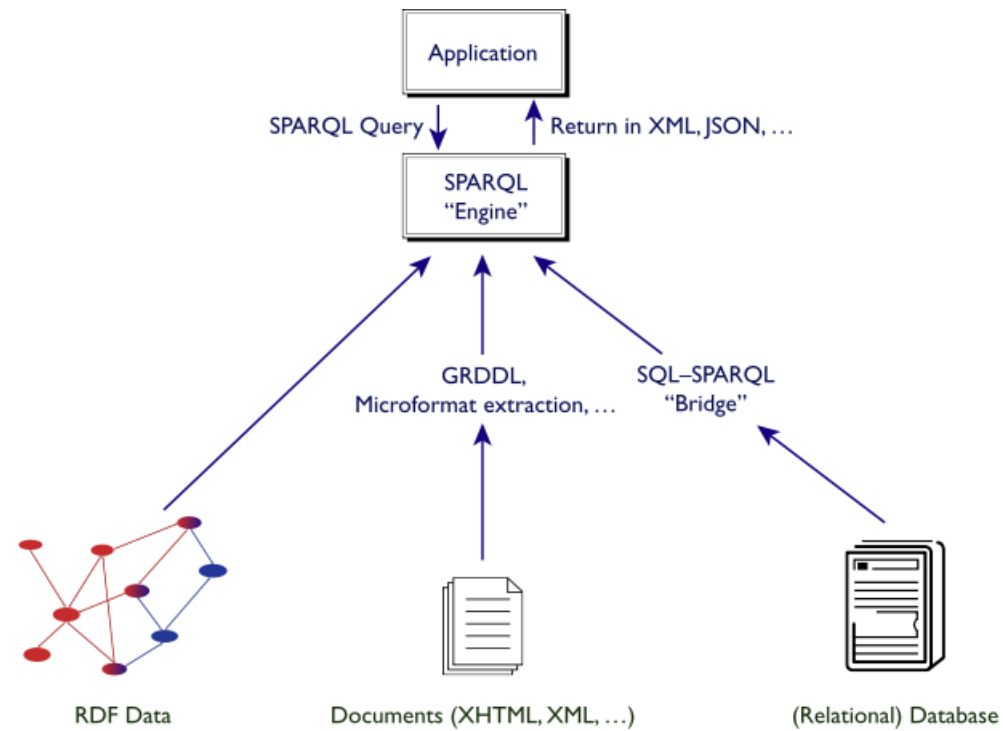 Application
SPARQL Query
Return in XML, JSON, …
SPARQL
“Engine”
GRDDL,
Microformat extraction, …
SQL–SPARQL
“Bridge”
RDF Data
Documents (XHTML, XML, …)
(Relational) Database